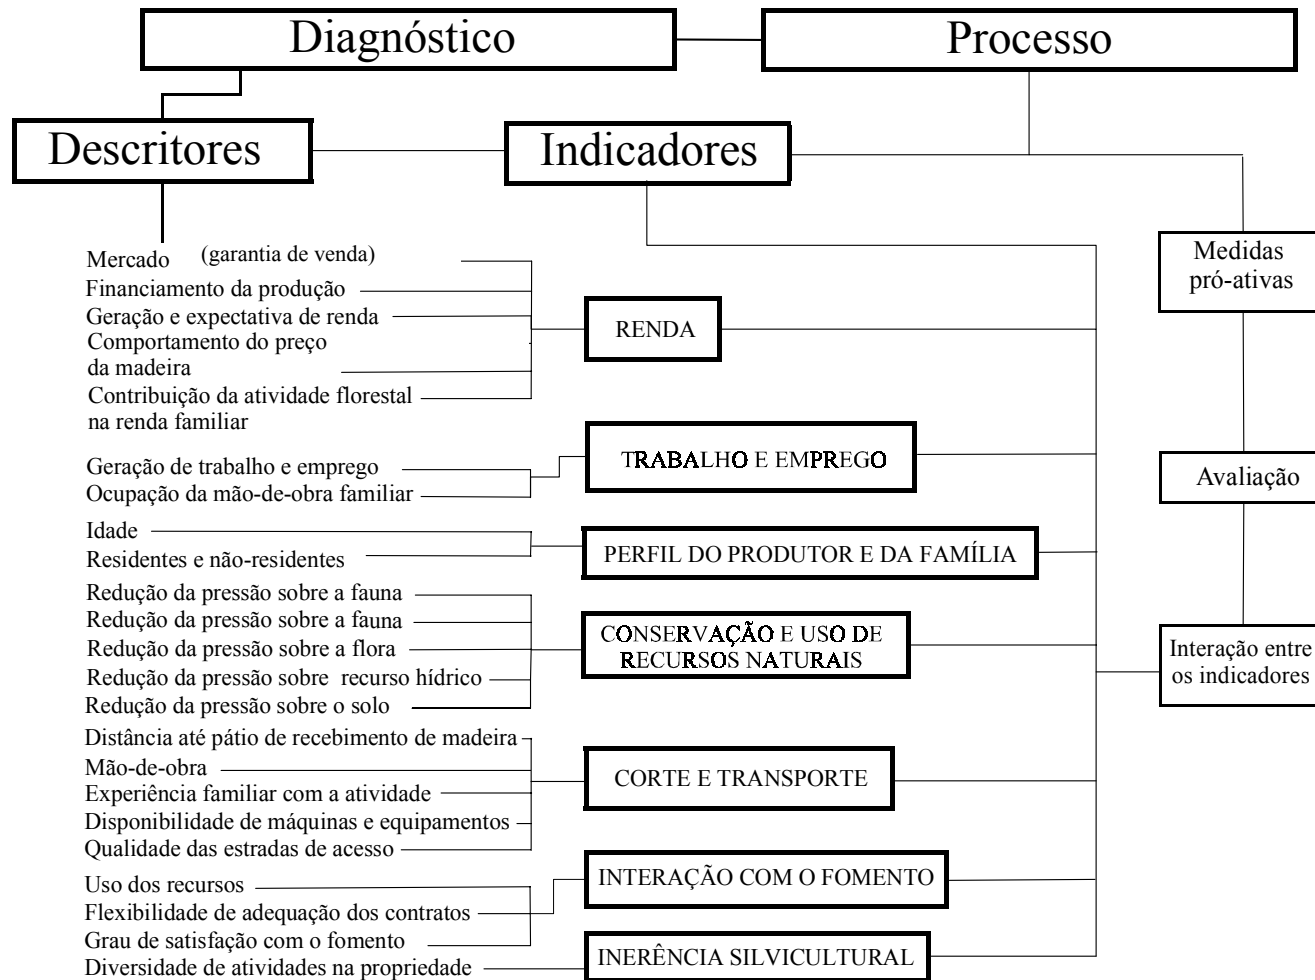 Diagnóstico
Processo
Descritores
Indicadores
Mercado (garantia de venda)
Financiamento da produção
Geração e expectativa de renda
Comportamento do preço
da madeira
Contribuição da atividade florestal
na renda familiar
RENDA
Geração de trabalho e emprego
Ocupação da mão-de-obra familiar
TRABALHO E EMPREGO
Idade
Residentes e não-residentes
PERFIL DO PRODUTOR E DA FAMÍLIA
Redução da pressão sobre a fauna
Redução da pressão sobre a fauna
Redução da pressão sobre a flora
Redução da pressão sobre recurso hídrico
Redução da pressão sobre o solo
CONSERVAÇÃO E USO DE
RECURSOS NATURAIS
Distância até pátio de recebimento de madeira
Mão-de-obra
Experiência familiar com a atividade
Disponibilidade de máquinas e equipamentos
Qualidade das estradas de acesso
CORTE E TRANSPORTE
Uso dos recursos
Flexibilidade de adequação dos contratos
Grau de satisfação com o fomento
Diversidade de atividades na propriedade
INTERAÇÃO COM O FOMENTO
INERÊNCIA SILVICULTURAL
Medidas
pró-ativas
Avaliação
Interação entre
os indicadores